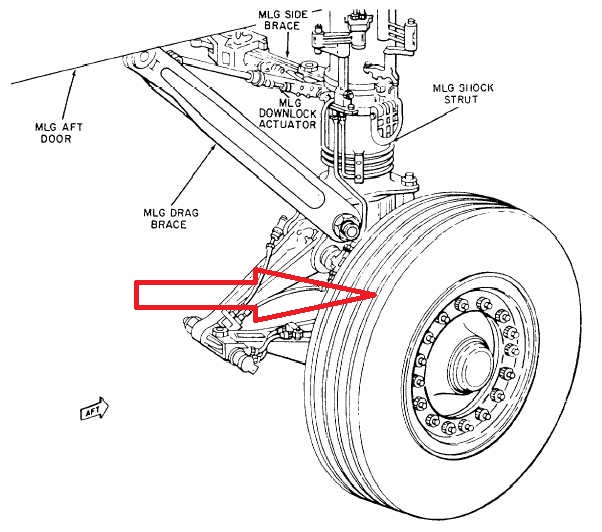 MLG SIDE
BRACE
MLG SHOCK
STRUT
MLG
DOWNLOCK
ACTUATOR
MLG AFT
DOOR
MLG DRAG
BRACE
AFT